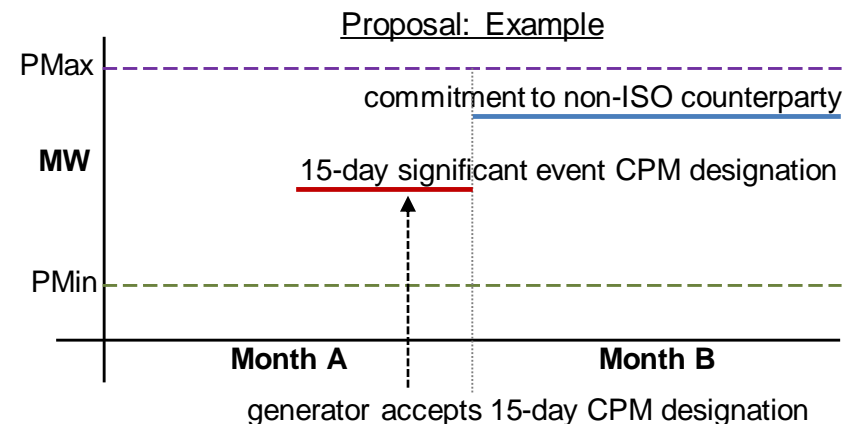 Proposal: Example
PMax
commitment to non-ISO counterparty
MW
15-day significant event CPM designation
PMin
Month A
Month B
generator accepts 15-day CPM designation